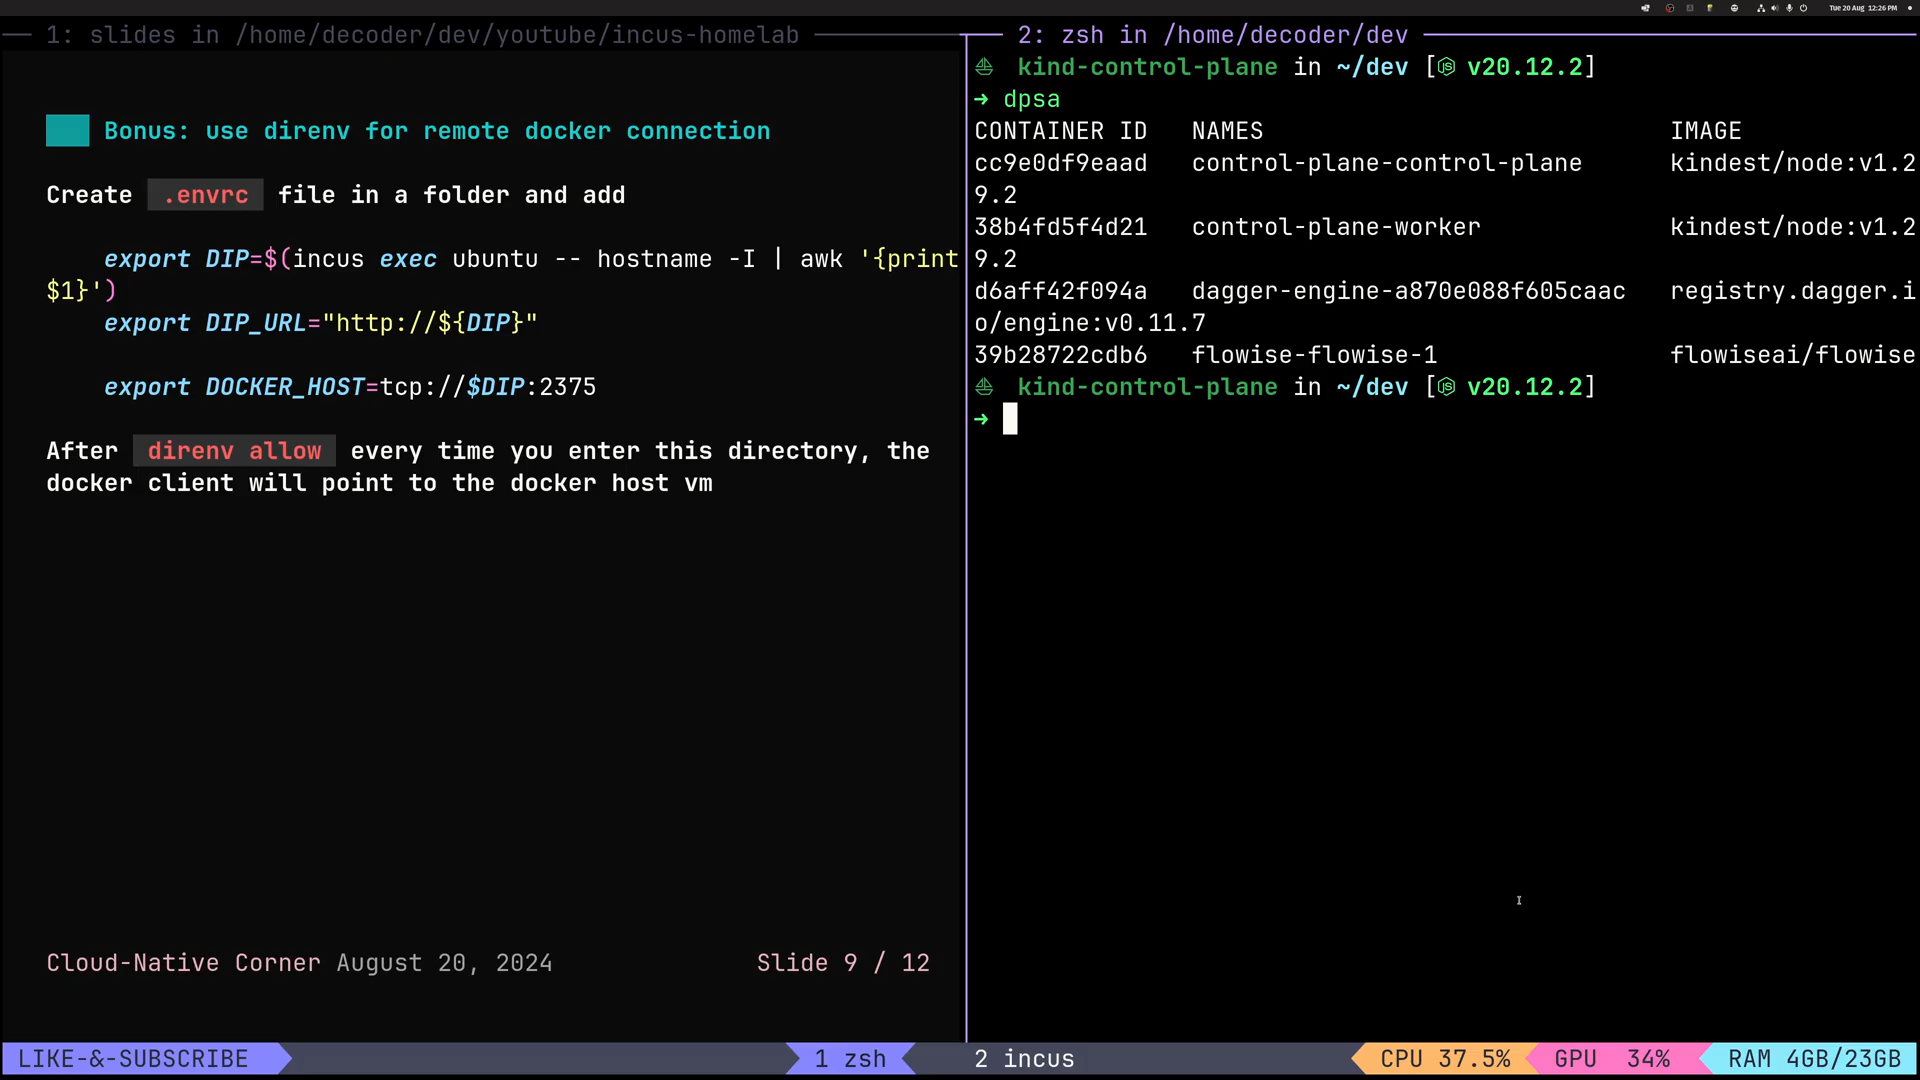 Tue 20 Aug 12:26 PM
1: slides in /home/decoder/dev/youtube/incus-homelab
Bonus: use direnv for remote docker connection
Create .envrc file in a folder and add
export DIP=$(incus exec ubuntu -- hostname -I | awk '{print
$1}')
export DIP_URL="http://${DIP}"
export DOCKER_HOST=tcp://$DIP:2375
After direnv allow every time you enter this directory, the
docker client will point to the docker host vm
Cloud-Native Corner August 20, 2024
Slide 9 / 12
2: zsh in /home/decoder/dev
kind-control-plane in ~/dev [ v20.12.2]
→ dpsa
CONTAINER ID NAMES IMAGE
cc9e0df9eaad control-plane-control-plane kindest/node:v1.2
9.2
38b4fd5f4d21 control-plane-worker kindest/node:v1.2
9.2
d6aff42f094a dagger-engine-a870e088f605caac registry.dagger.i
o/engine:v0.11.7
39b28722cdb6 flowise-flowise-1 flowiseai/flowise
kind-control-plane in ~/dev [ v20.12.2]
→
LIKE-&-SUBSCRIBE
1 zsh
2 incus
CPU 37.5%
GPU 34%
RAM 4GB/23GB